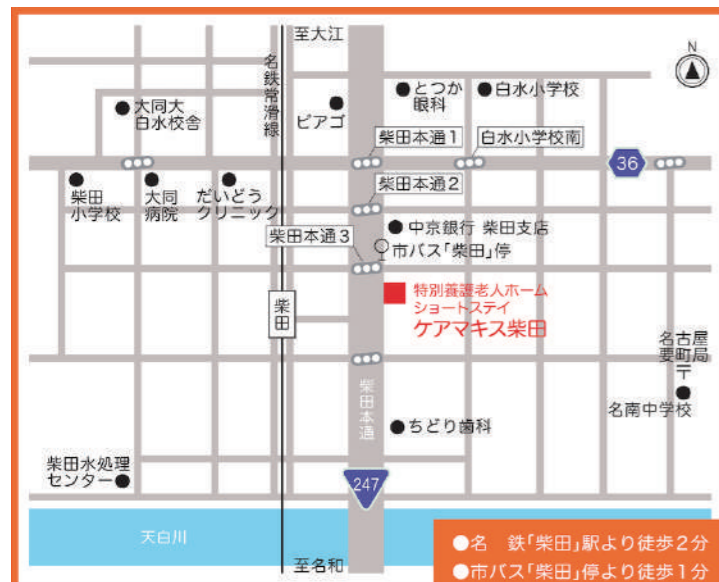 至大江
N
名鉄常滑線
大同大
白水校舎
ピアゴ
とつか
眼科
白水小学校
柴田本通1
白水小学校南
36
柴田
小学校
大同
病院
だいどう
クリニック
柴田本通2
中京銀行 柴田支店
柴田本通3
市バス「柴田」停
柴田
特別養護老人ホーム
ショートステイ
ケアマキス柴田
名古屋
要町局
〒
名南中学校
柴田本通
ちどり歯科
柴田水処理
センター
247
天白川
至名和
●名 鉄「柴田」駅より徒歩2分
●市バス「柴田」停より徒歩1分